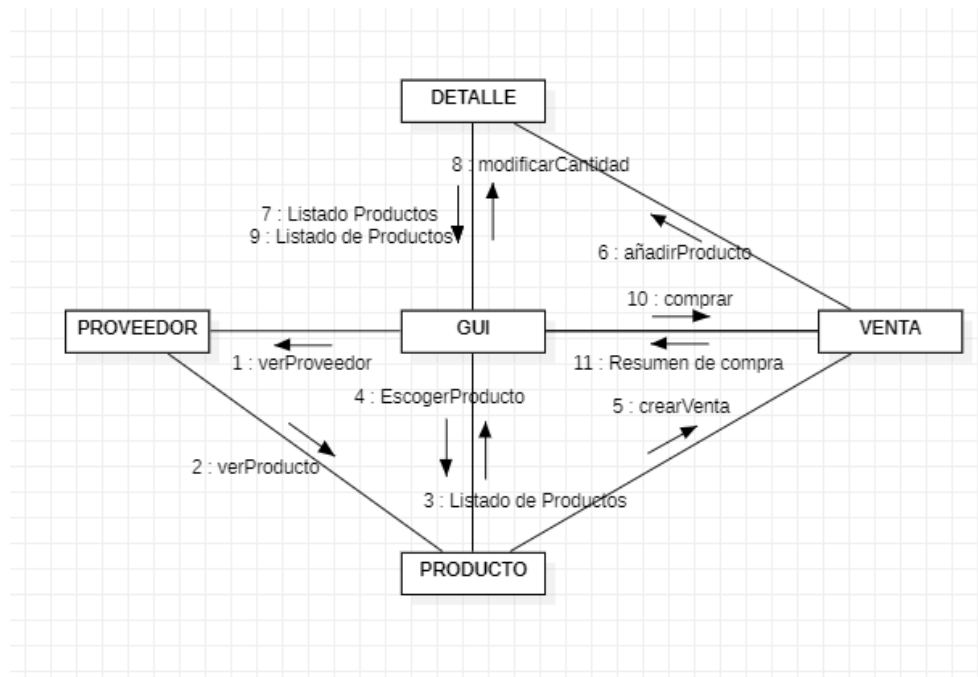 DETALLE
8 : modificarCantidad
7 : Listado Productos
9 : Listado de Productos
6 : añadirProducto
10 : comprar
PROVEEDOR
GUI
VENTA
1 : verProveedor
11 : Resumen de compra
4 : EscogerProducto
5 : crearVenta
2 : verProducto
3 : Listado de Productos
PRODUCTO